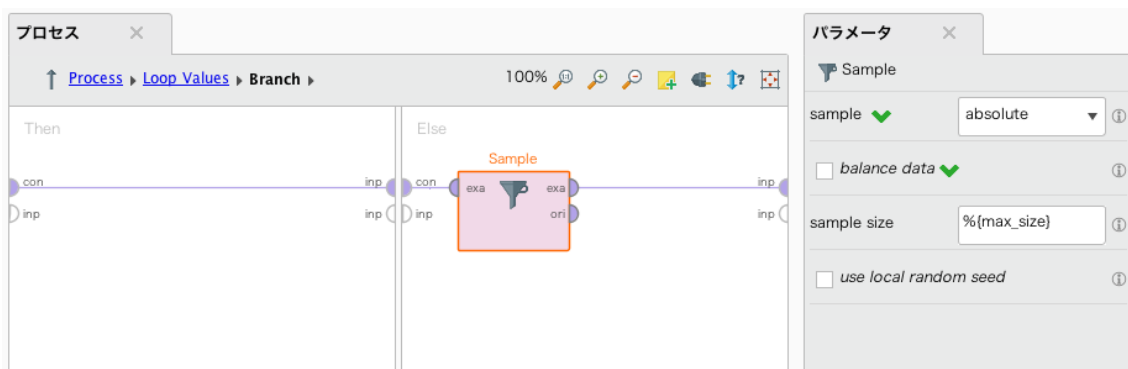 プロセス
Process Loop Values Branch
100%
Then
con
inp
inp
inp
Else
Sample
con
exa
exa
inp
inp
ori
inp
パラメータ
Sample
sample absolute
balance data
sample size %{max_size}
use local random seed